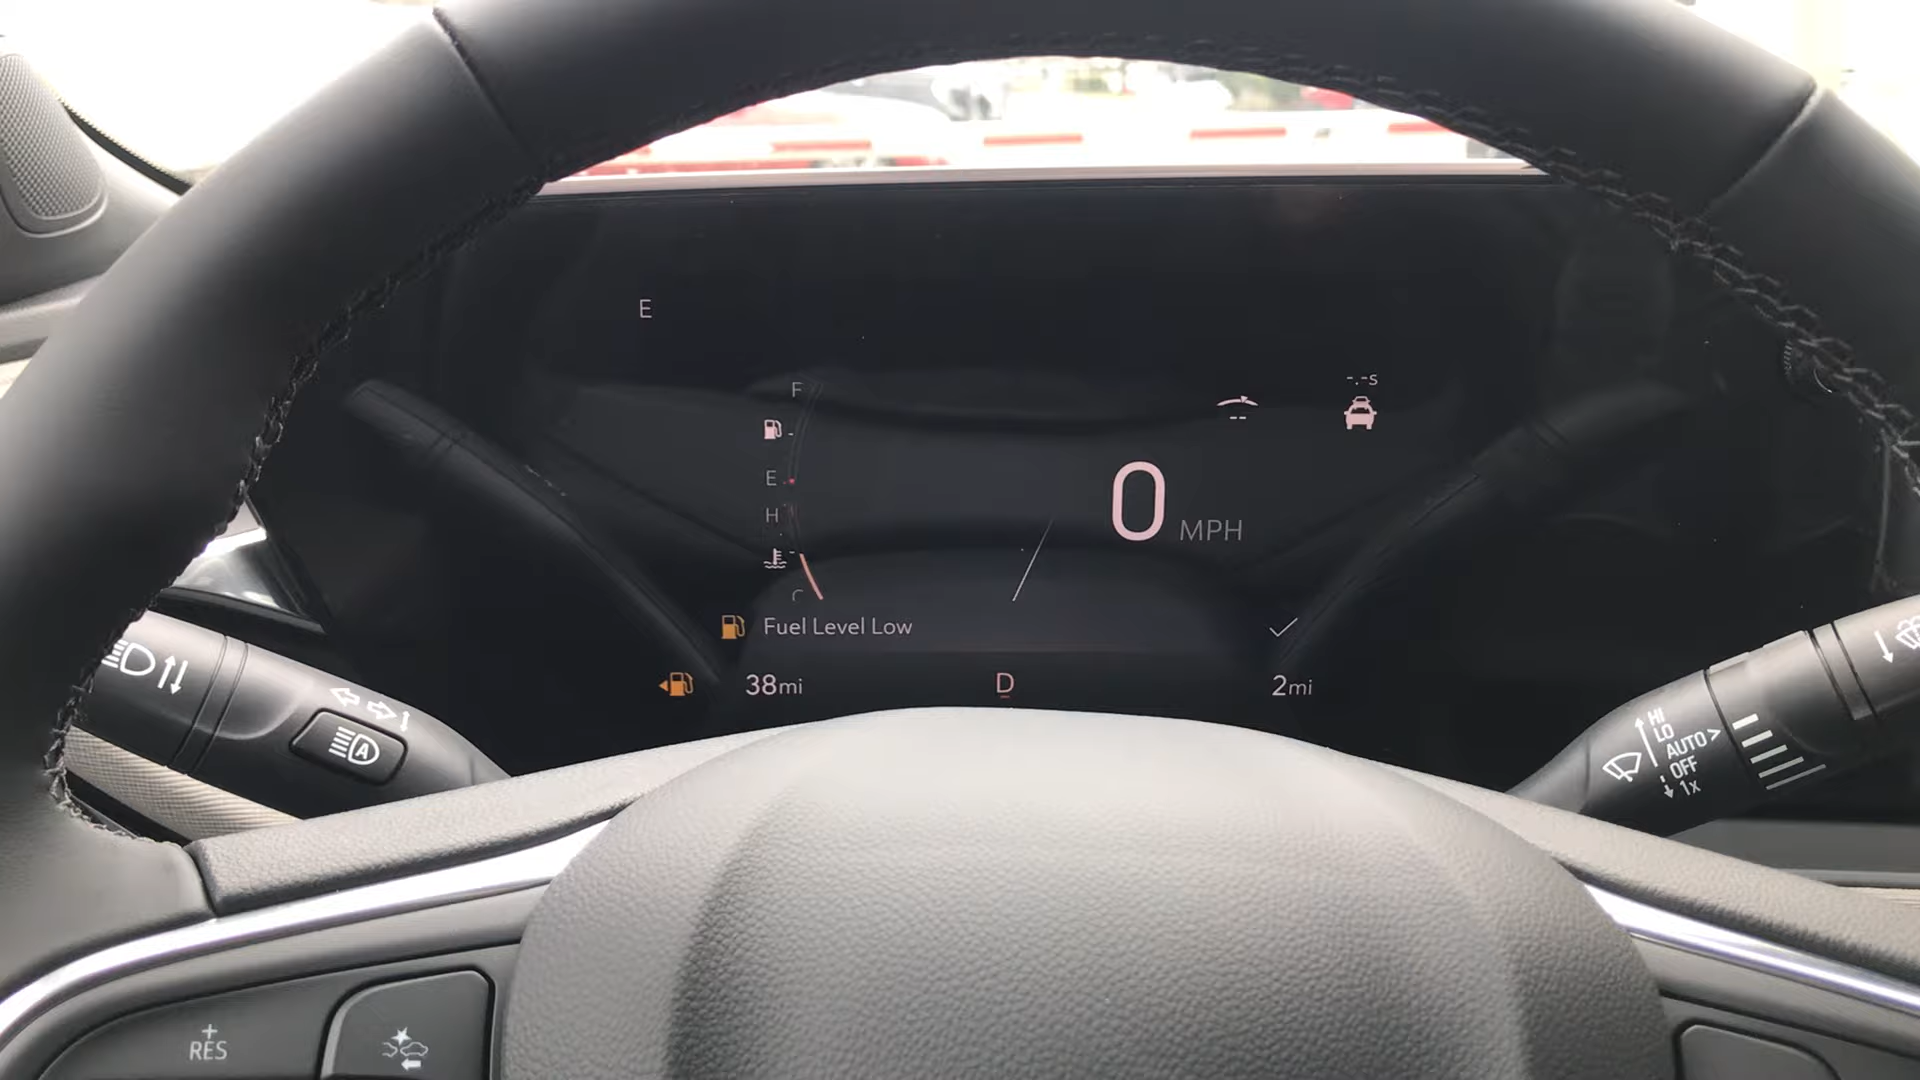 E
F
-.-s
--
E
H
0 MPH
C
Fuel Level Low
38mi
D
2mi
A
HI
LO
AUTO >
OFF
1x
+
RES